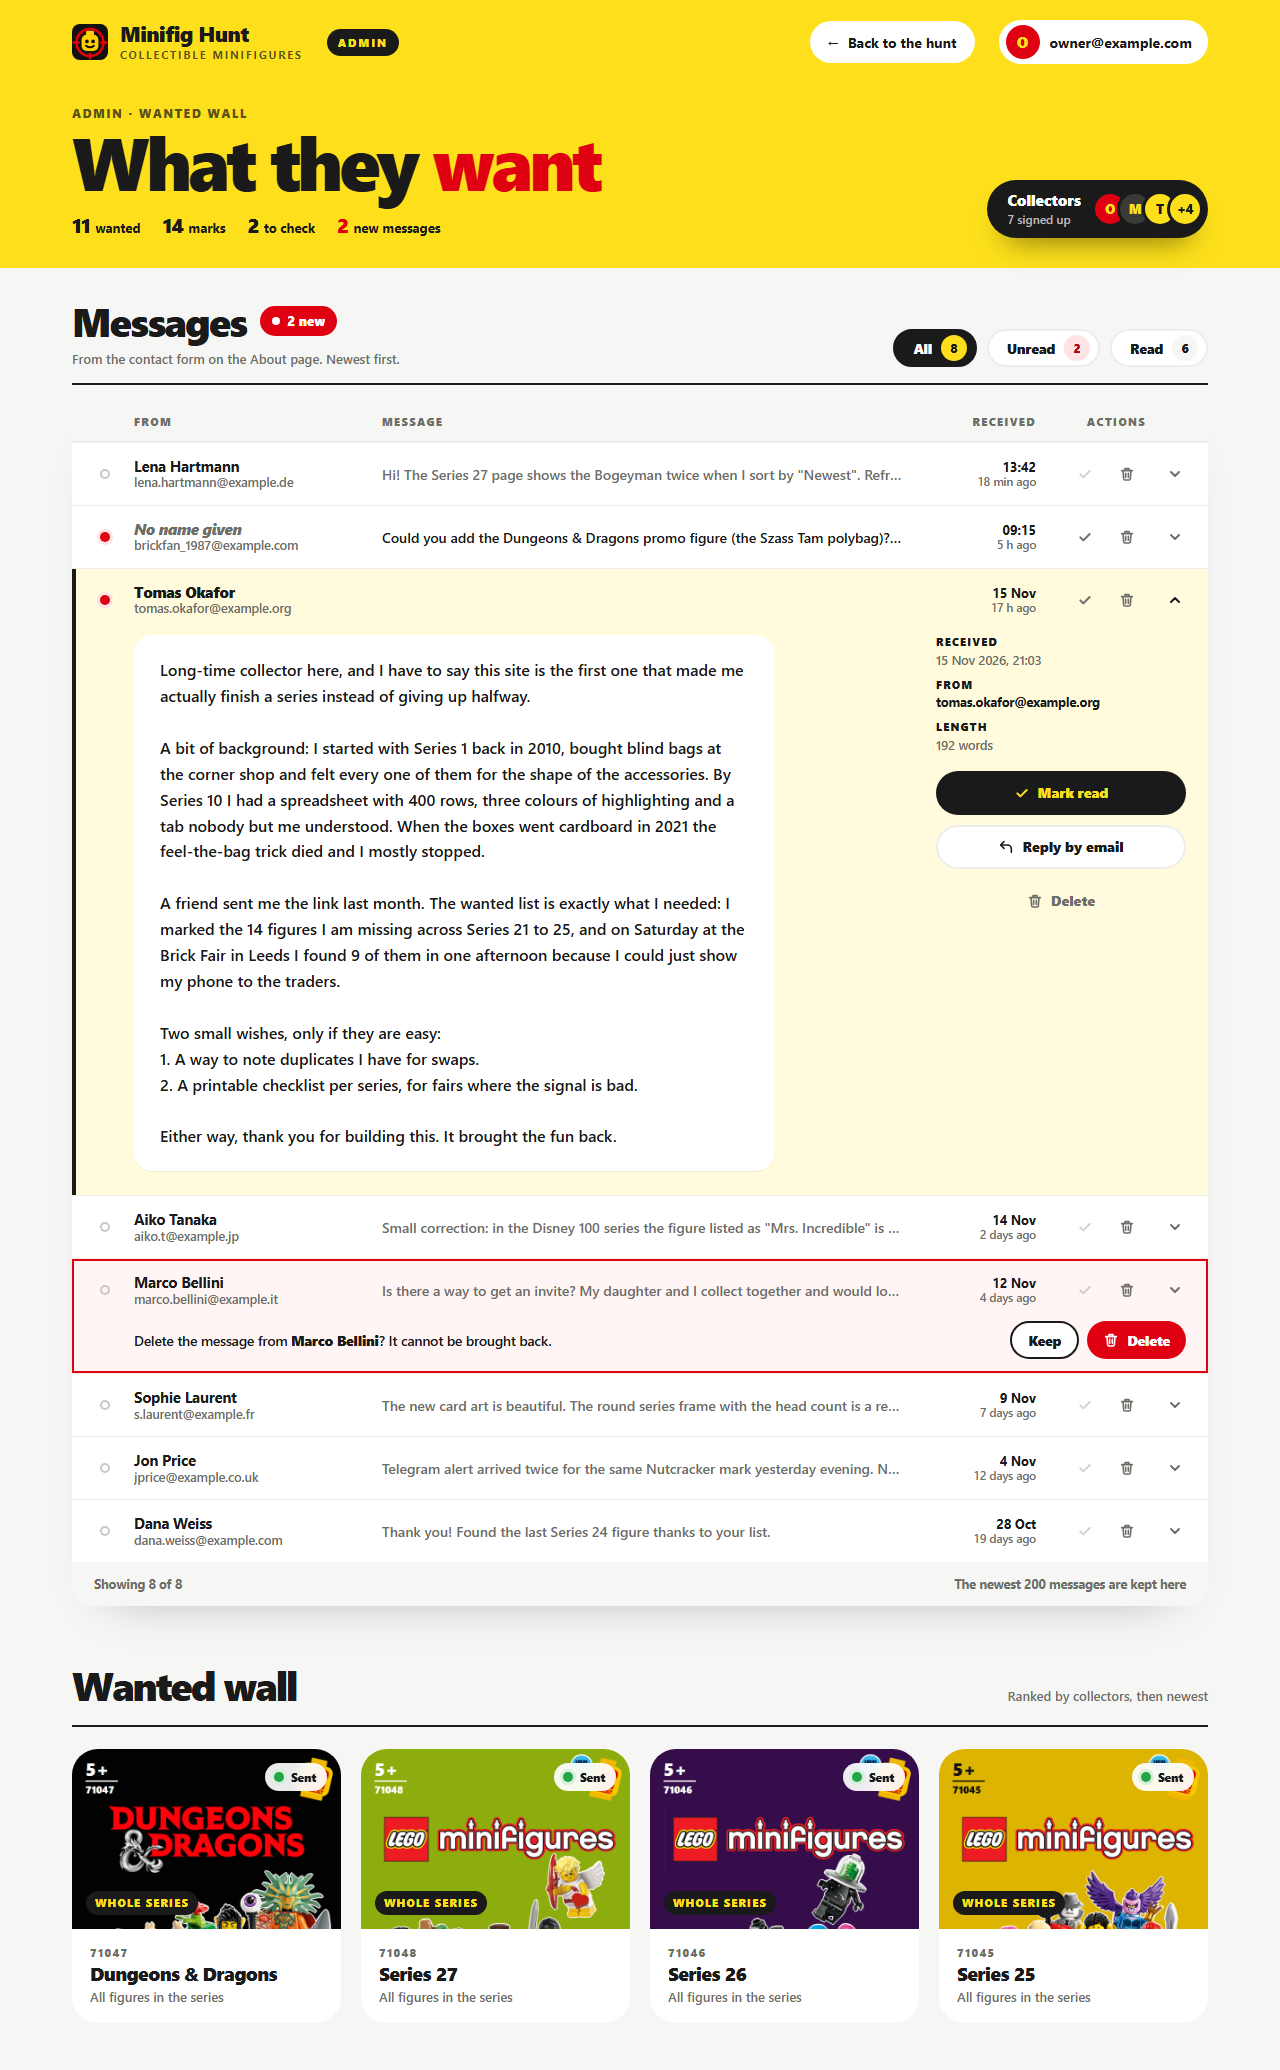 Minifig Hunt
COLLECTIBLE MINIFIGURES
ADMIN
← Back to the hunt
O owner@example.com
ADMIN · WANTED WALL
What they want
11 wanted 14 marks 2 to check 2 new messages
Collectors
7 signed up
O M T +4
Messages
2 new
From the contact form on the About page. Newest first.
All 8
Unread 2
Read 6
FROM MESSAGE RECEIVED ACTIONS
Lena Hartmann
lena.hartmann@example.de
Hi! The Series 27 page shows the Bogeyman twice when I sort by "Newest". Refr...
13:42
18 min ago
No name given
brickfan_1987@example.com
Could you add the Dungeons & Dragons promo figure (the Szass Tam polybag)?...
09:15
5 h ago
Tomas Okafor
tomas.okafor@example.org
15 Nov
17 h ago
Long-time collector here, and I have to say this site is the first one that made me
actually finish a series instead of giving up halfway.
A bit of background: I started with Series 1 back in 2010, bought blind bags at
the corner shop and felt every one of them for the shape of the accessories. By
Series 10 I had a spreadsheet with 400 rows, three colours of highlighting and a
tab nobody but me understood. When the boxes went cardboard in 2021 the
feel-the-bag trick died and I mostly stopped.
A friend sent me the link last month. The wanted list is exactly what I needed: I
marked the 14 figures I am missing across Series 21 to 25, and on Saturday at the
Brick Fair in Leeds I found 9 of them in one afternoon because I could just show
my phone to the traders.
Two small wishes, only if they are easy:
1. A way to note duplicates I have for swaps.
2. A printable checklist per series, for fairs where the signal is bad.
Either way, thank you for building this. It brought the fun back.
RECEIVED
15 Nov 2026, 21:03
FROM
tomas.okafor@example.org
LENGTH
192 words
Mark read
Reply by email
Delete
Aiko Tanaka
aiko.t@example.jp
Small correction: in the Disney 100 series the figure listed as "Mrs. Incredible" is ...
14 Nov
2 days ago
Marco Bellini
marco.bellini@example.it
Is there a way to get an invite? My daughter and I collect together and would lo...
12 Nov
4 days ago
Delete the message from Marco Bellini? It cannot be brought back.
Keep
Delete
Sophie Laurent
s.laurent@example.fr
The new card art is beautiful. The round series frame with the head count is a re...
9 Nov
7 days ago
Jon Price
jprice@example.co.uk
Telegram alert arrived twice for the same Nutcracker mark yesterday evening. N...
4 Nov
12 days ago
Dana Weiss
dana.weiss@example.com
Thank you! Found the last Series 24 figure thanks to your list.
28 Oct
19 days ago
Showing 8 of 8
The newest 200 messages are kept here
Wanted wall
Ranked by collectors, then newest
5+
71047
Sent
DUNGEONS
& DRAGONS
WHOLE SERIES
71047
Dungeons & Dragons
All figures in the series
5+
71048
Sent
LEGO minifigures
WHOLE SERIES
71048
Series 27
All figures in the series
5+
71046
Sent
LEGO minifigures
WHOLE SERIES
71046
Series 26
All figures in the series
5+
71045
Sent
LEGO minifigures
WHOLE SERIES
71045
Series 25
All figures in the series